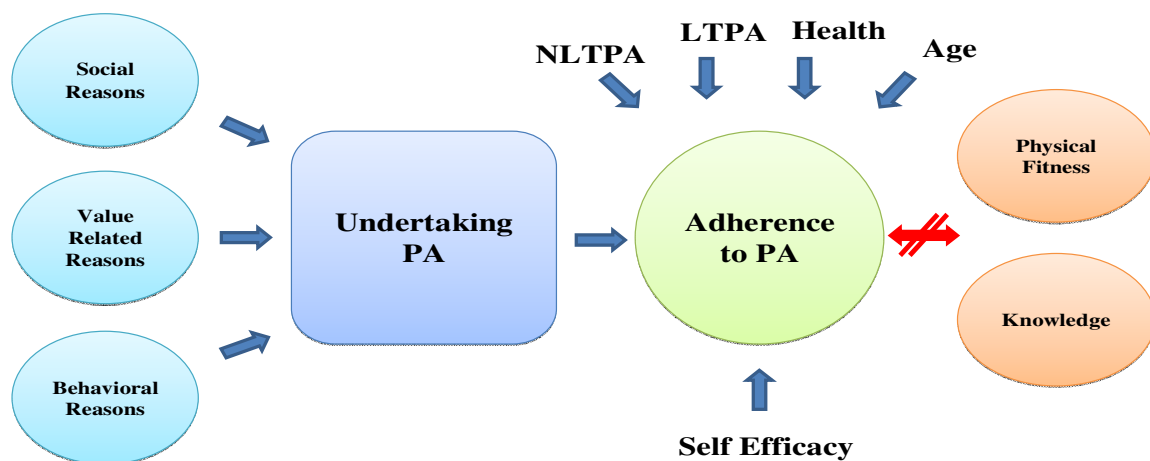 Social
Reasons
Value
Related
Reasons
Behavioral
Reasons
Undertaking
PA
NLTPA
LTPA
Health
Age
Adherence
to PA
Self Efficacy
Physical
Fitness
Knowledge